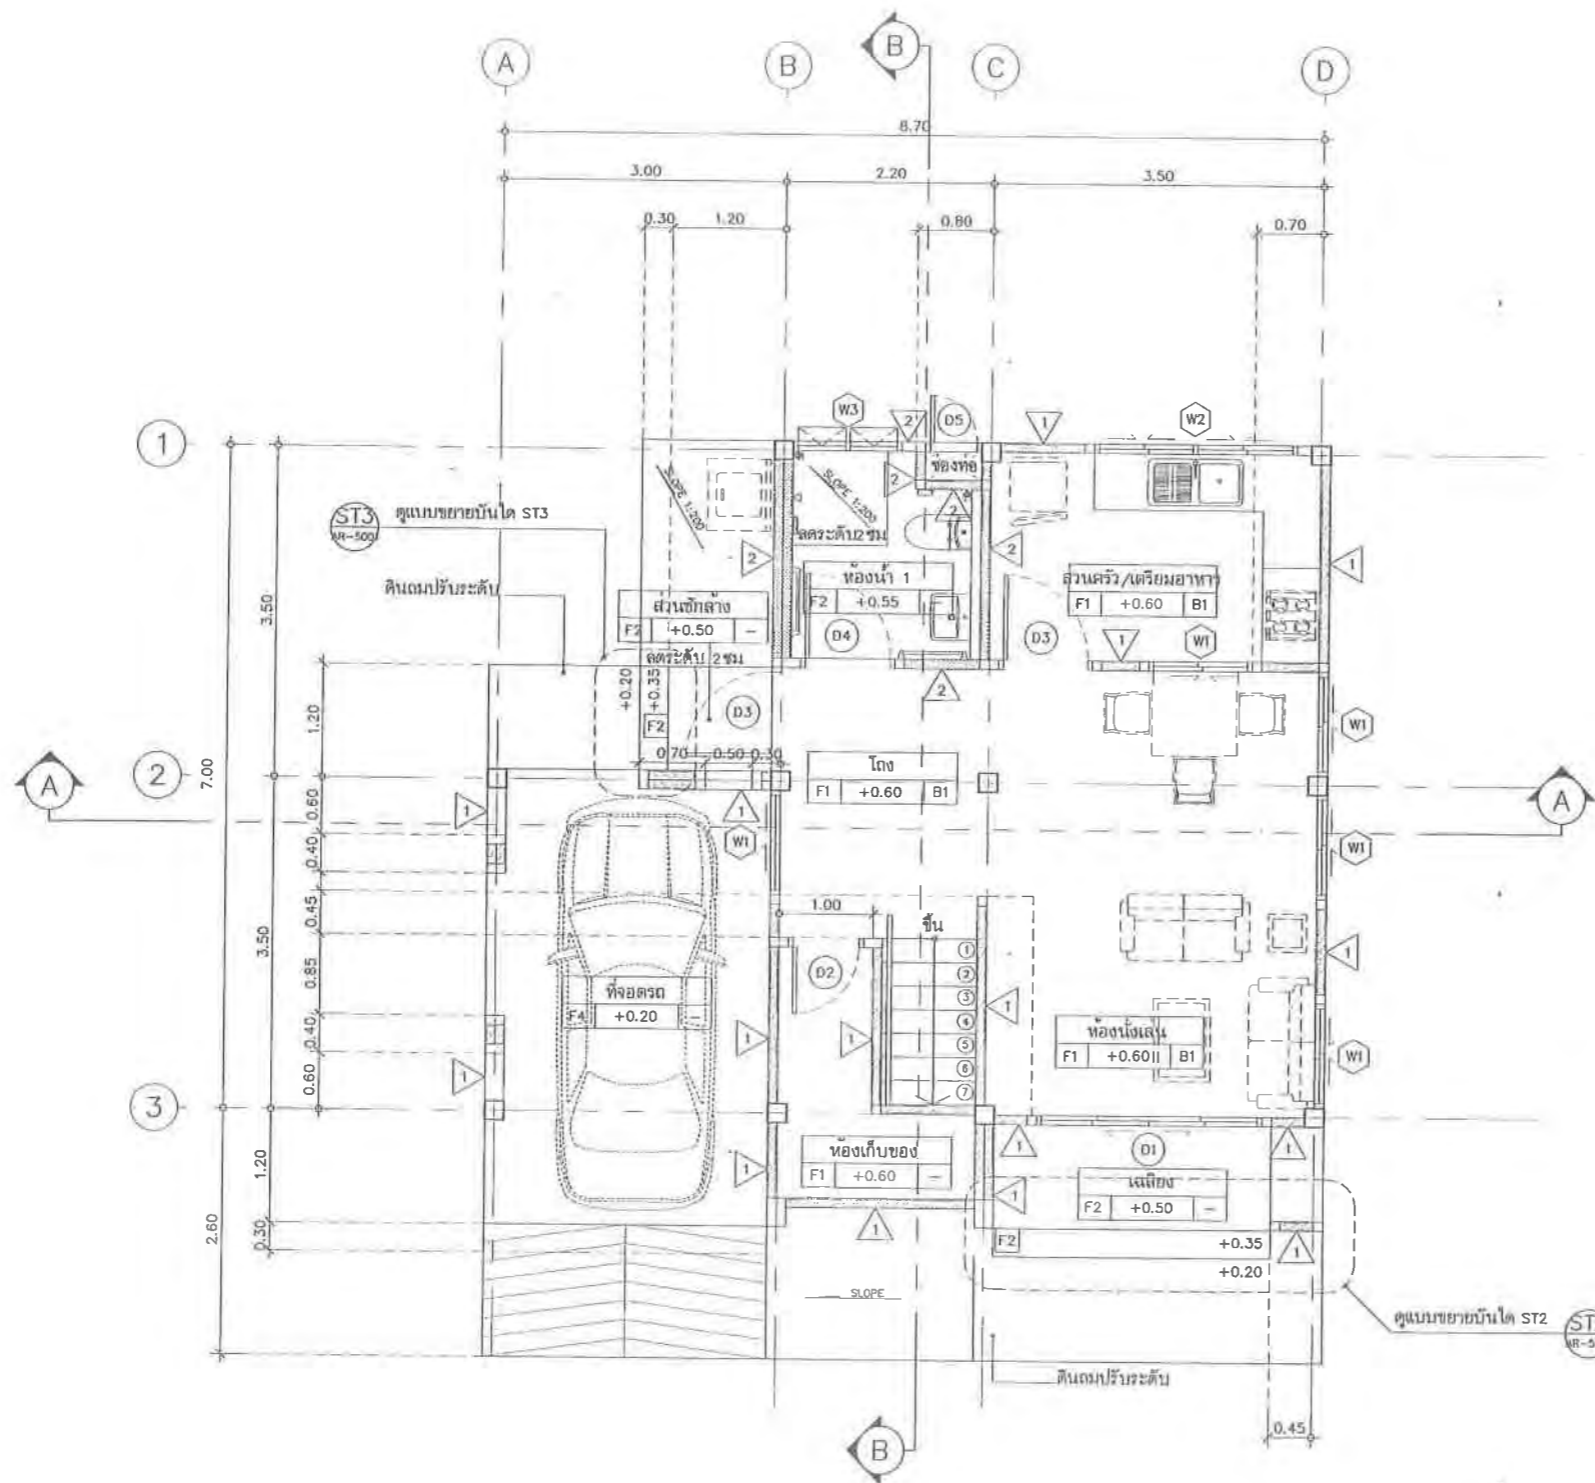 B
A
B
C
D
8.70
3.00
2.20
3.50
0.30
1.20
0.80
0.70
1
W3
2
D5
1
W2
ช่องท่อ
2
SLOPE 1:200
SLOPE 1:200
2
ST3
AR-500
ดูแบบขยายบันได ST3
ลดระดับ2ซม
2
2
1
ห้องน้ำ 1
F2 +0.55 –
ส่วนครัว/เตรียมอาหาร
F1 +0.60 B1
ดินถมปรับระดับ
ส่วนซักล้าง
F2 +0.50 –
3.50
D4
D3
1
W1
ลดระดับ 2ซม
2
+0.20
+0.35
F2
D3
1.20
W1
0.70
0.50
0.30
โถง
F1 +0.60 B1
2
7.00
A
A
0.60
1
1
W1
W1
0.40
0.45
1.00
ขึ้น
3.50
1
2
3
4
5
6
7
D2
1
0.85
ที่จอดรถ
F4 +0.20 –
1
1
1
ห้องนั่งเล่น
F1 +0.60 B1
W1
0.40
0.60
1
3
1
D1
1
1.20
ห้องเก็บของ
F1 +0.60 –
1
1
เฉลียง
F2 +0.50 –
1
2.60
0.30
F2
+0.35
1
+0.20
SLOPE
ดูแบบขยายบันได ST2
ดินถมปรับระดับ
0.45
B